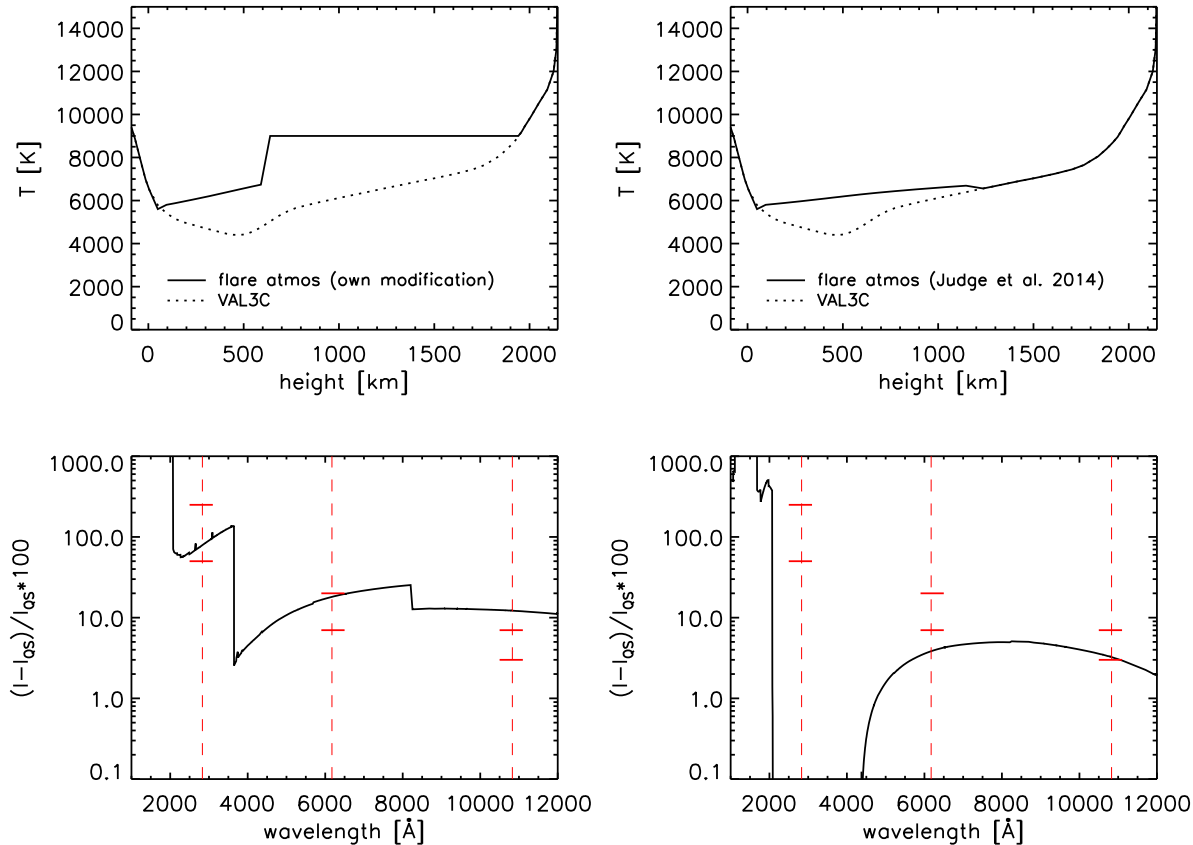 14000
12000
10000
8000
6000
4000
2000
0
T [K]
flare atmos (own modification)
VAL3C
0 500 1000 1500 2000
height [km]
14000
12000
10000
8000
6000
4000
2000
0
T [K]
flare atmos (Judge et al. 2014)
VAL3C
0 500 1000 1500 2000
height [km]
1000.0
100.0
10.0
1.0
0.1
(I-I_QS)/I_QS*100
2000 4000 6000 8000 10000 12000
wavelength [Å]
1000.0
100.0
10.0
1.0
0.1
(I-I_QS)/I_QS*100
2000 4000 6000 8000 10000 12000
wavelength [Å]